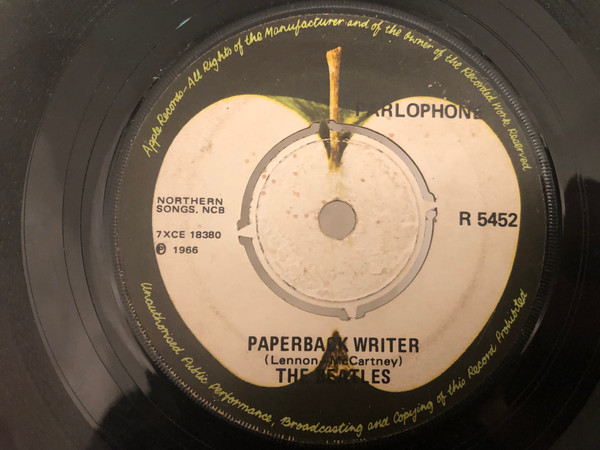 Apple Records-All Rights of the Manufacturer and of the Owner of the Recorded Work Reserved
PARLOPHONE
NORTHERN
SONGS. NCB
R 5452
7XCE 18380
℗ 1966
PAPERBACK WRITER
(Lennon-McCartney)
THE BEATLES
Unauthorised Public Performance, Broadcasting and Copying of this Record Prohibited